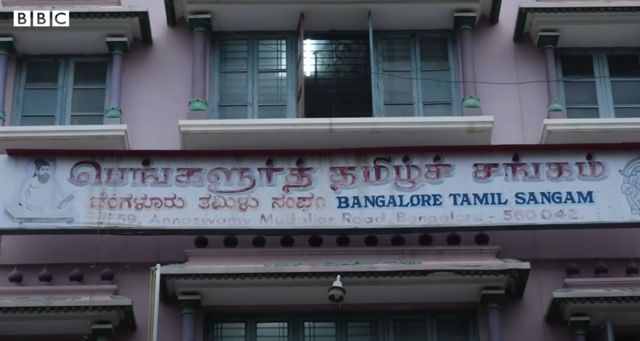 BBC
பெங்களூர்த் தமிழ்ச் சங்கம்
ಬೆಂಗಳೂರು ತಮಿಳು ಸಂಘಂ BANGALORE TAMIL SANGAM
59, Annaswamy Mudaliar Road, Bangalore - 560 042.